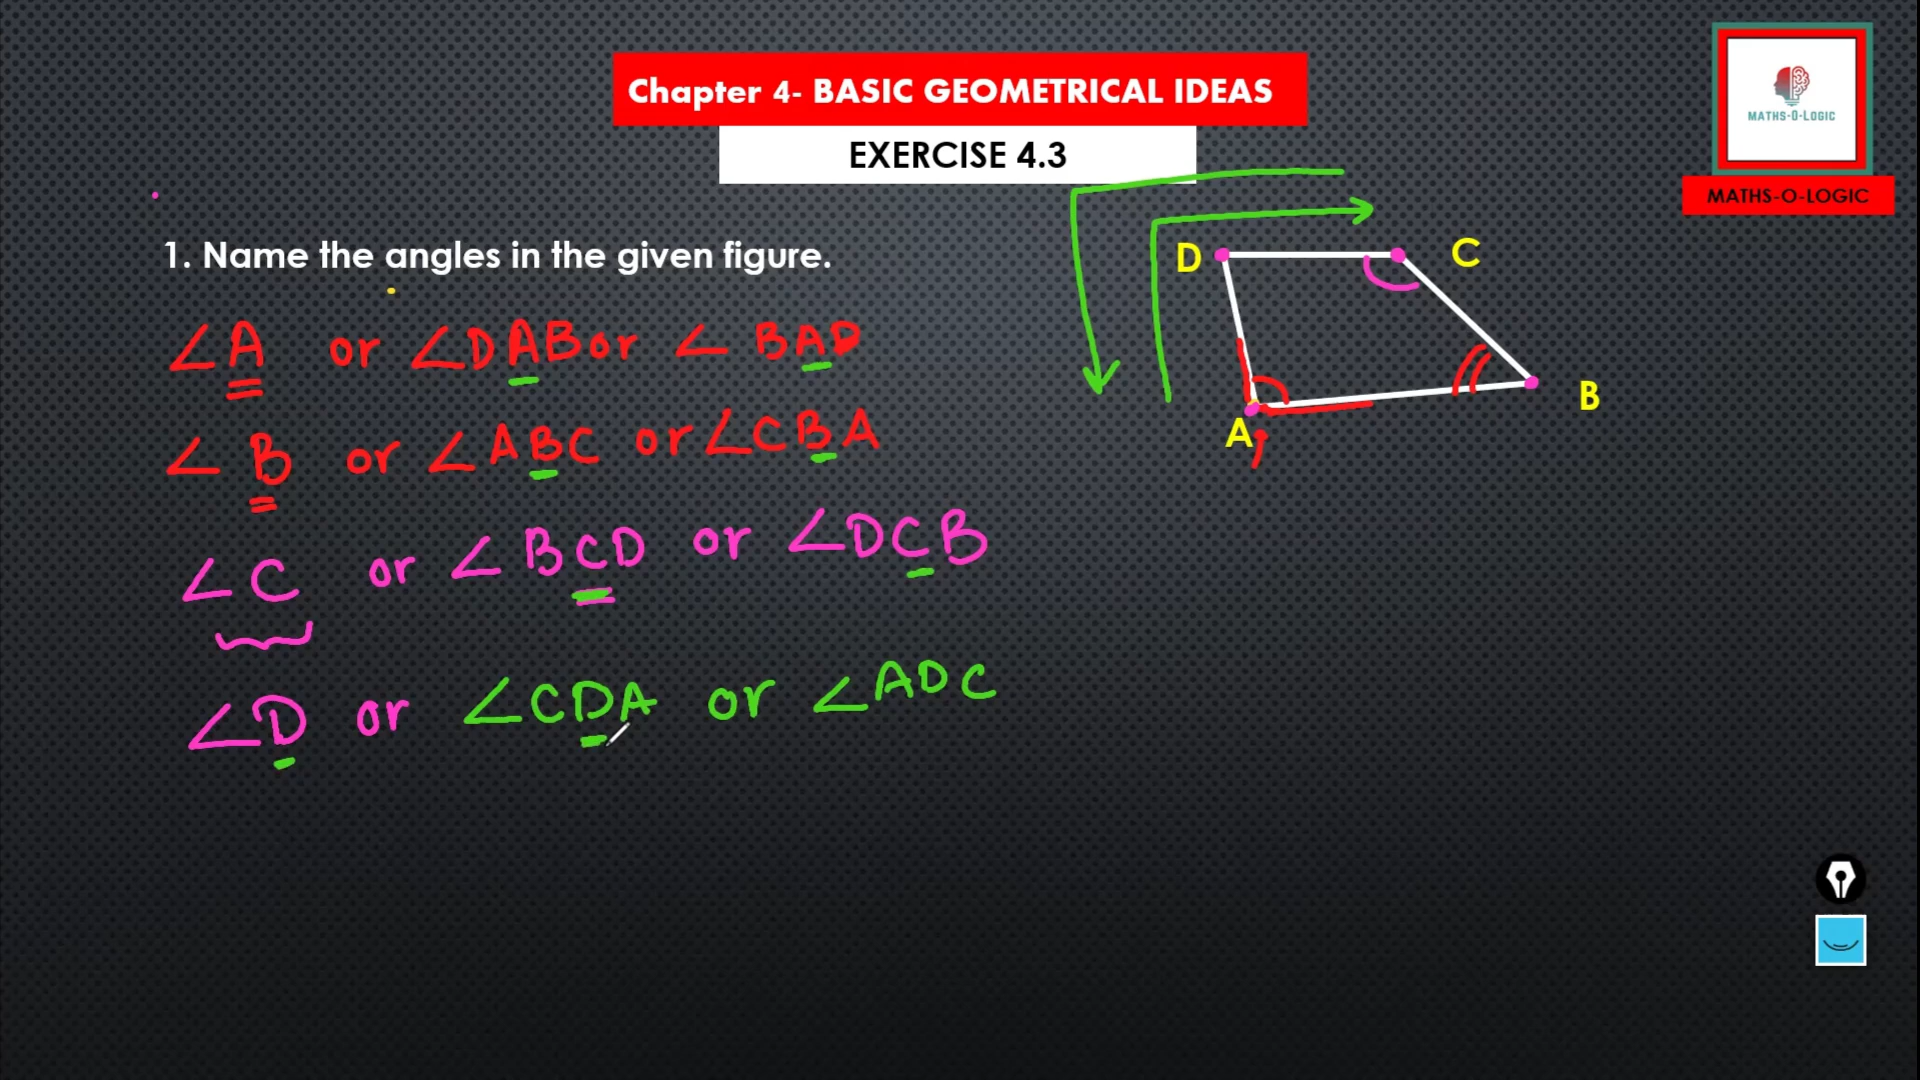 Chapter 4- BASIC GEOMETRICAL IDEAS
EXERCISE 4.3
MATHS-O-LOGIC
MATHS-O-LOGIC
1. Name the angles in the given figure.
D
C
B
A
∠A or ∠DAB or ∠BAD
∠B or ∠ABC or ∠CBA
∠C or ∠BCD or ∠DCB
∠D or ∠CDA or ∠ADC